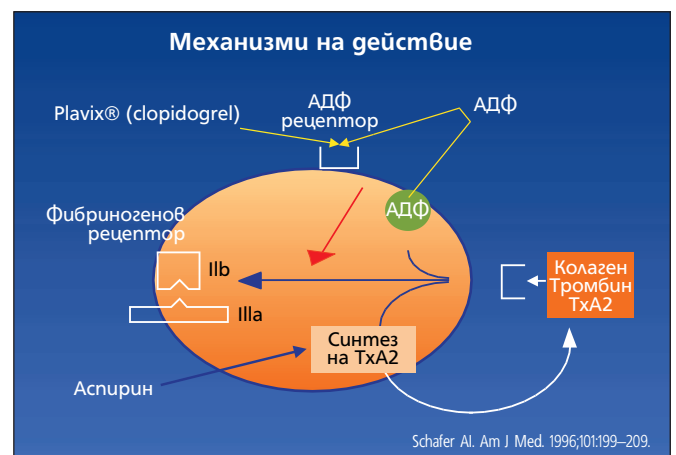 Механизми на действие
Plavix® (clopidogrel)
АДФ
рецептор
АДФ
АДФ
Фибриногенов
рецептор
IIb
IIIa
Колаген
Тромбин
TxA2
Синтез
на TxA2
Аспирин
Schafer AI. Am J Med. 1996;101:199–209.